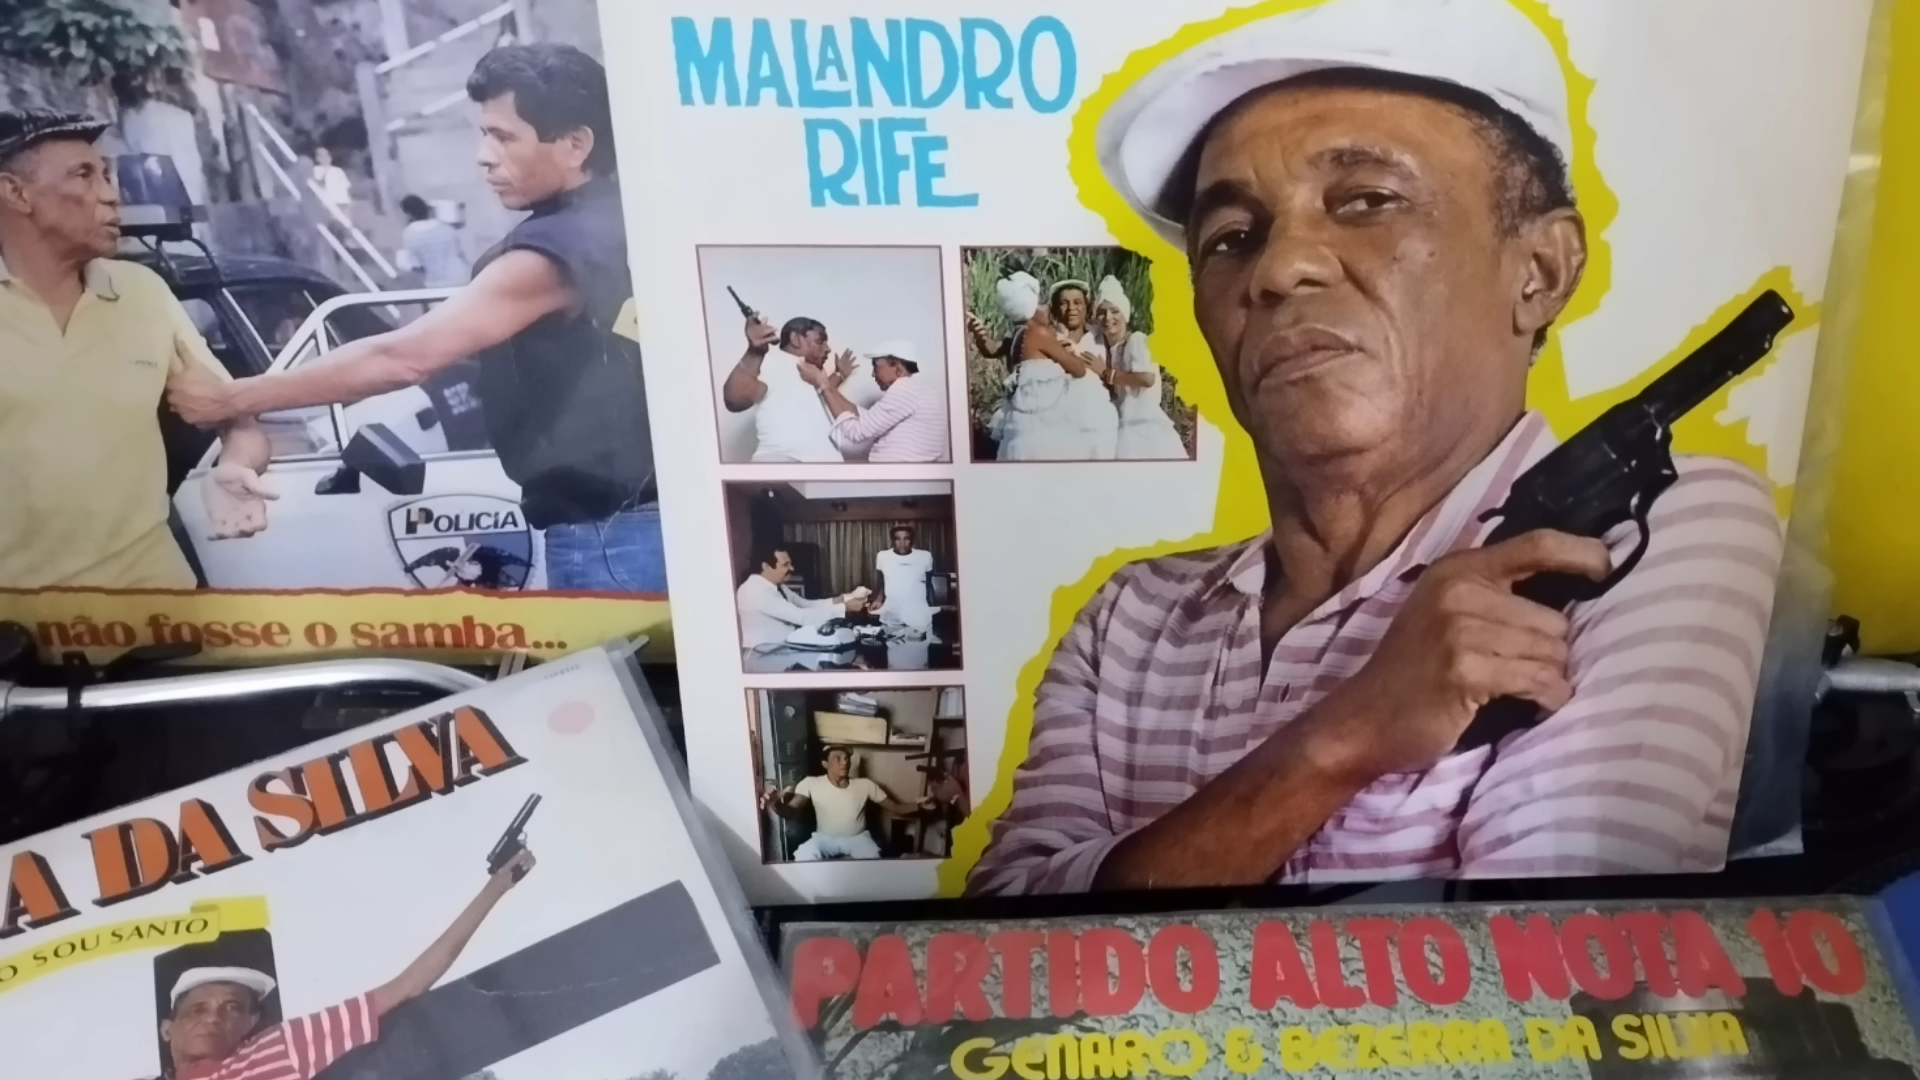 MALANDRO
RIFE
POLICIA
não fosse o samba...
A DA SILVA
O SOU SANTO
PARTIDO ALTO NOTA 10
GENARO & BEZERRA DA SILVA